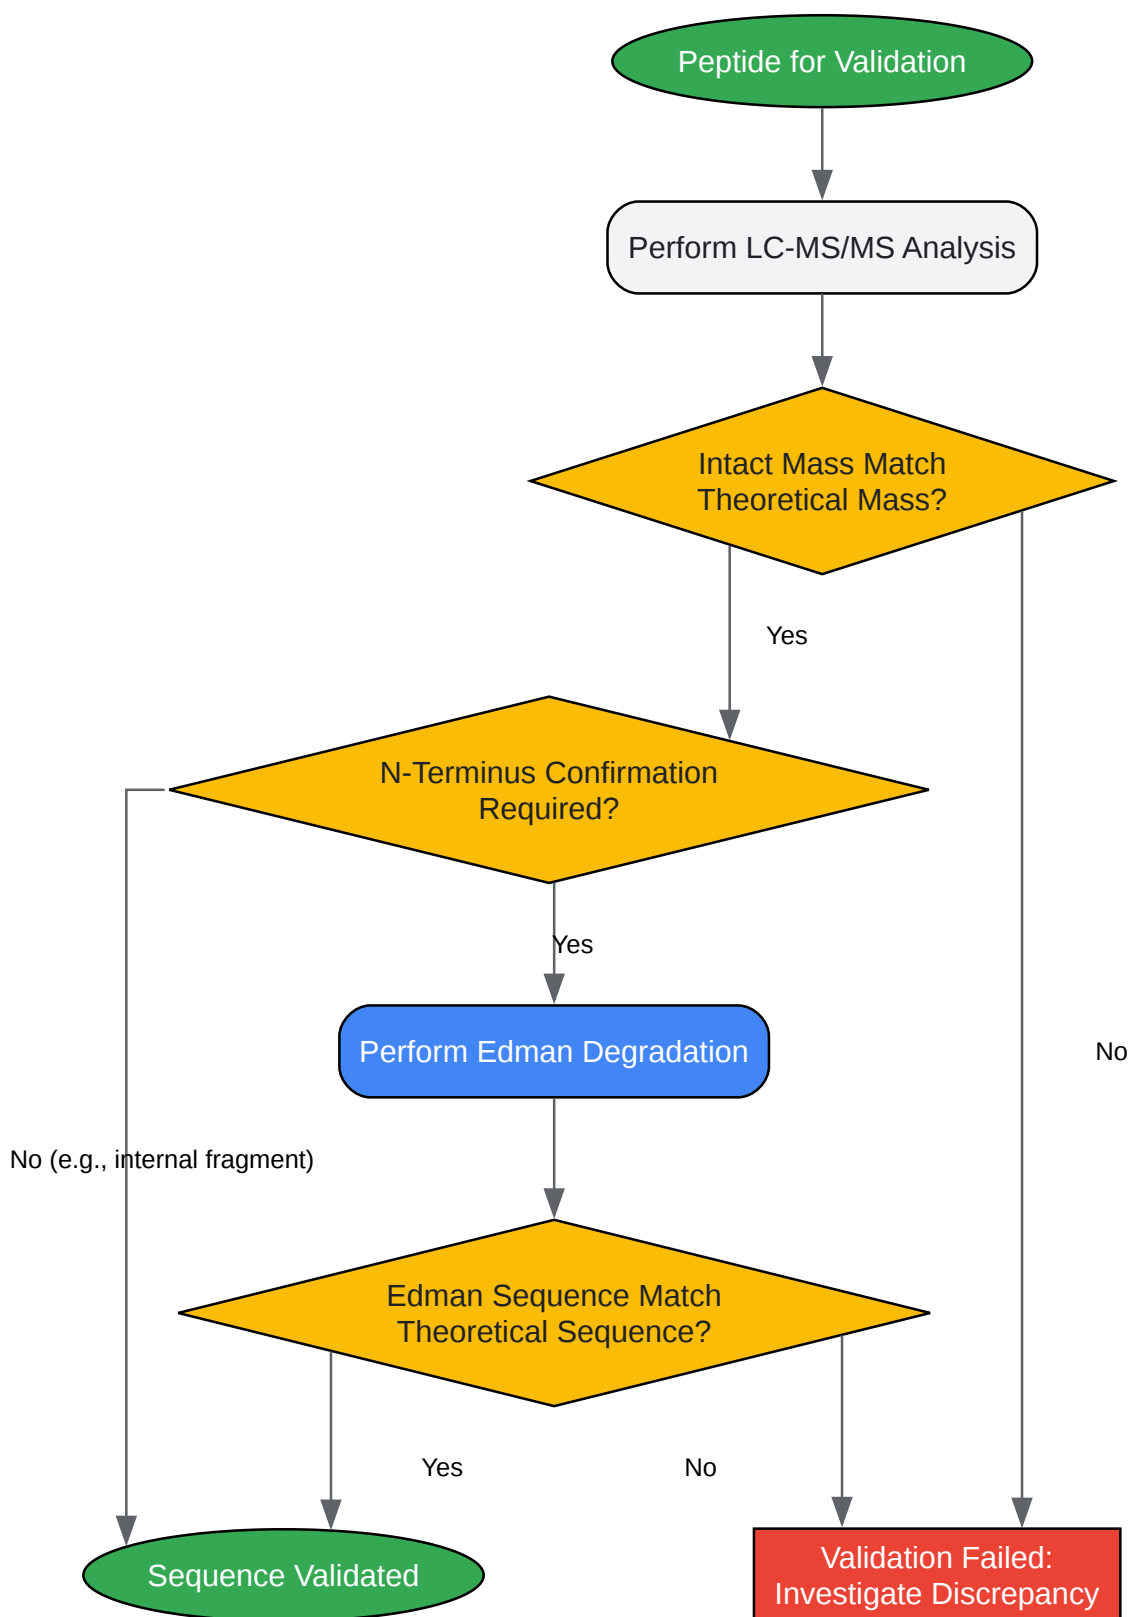 Peptide for Validation
Perform LC-MS/MS Analysis
Intact Mass Match
Theoretical Mass?
Yes
N-Terminus Confirmation
Required?
Yes
Perform Edman Degradation
No
No (e.g., internal fragment)
Edman Sequence Match
Theoretical Sequence?
Yes
No
Sequence Validated
Validation Failed:
Investigate Discrepancy